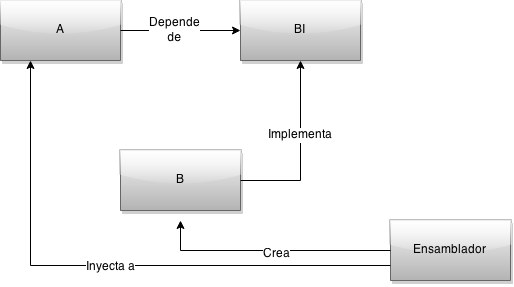 A
Depende
de
BI
Implementa
B
Ensamblador
Crea
Inyecta a